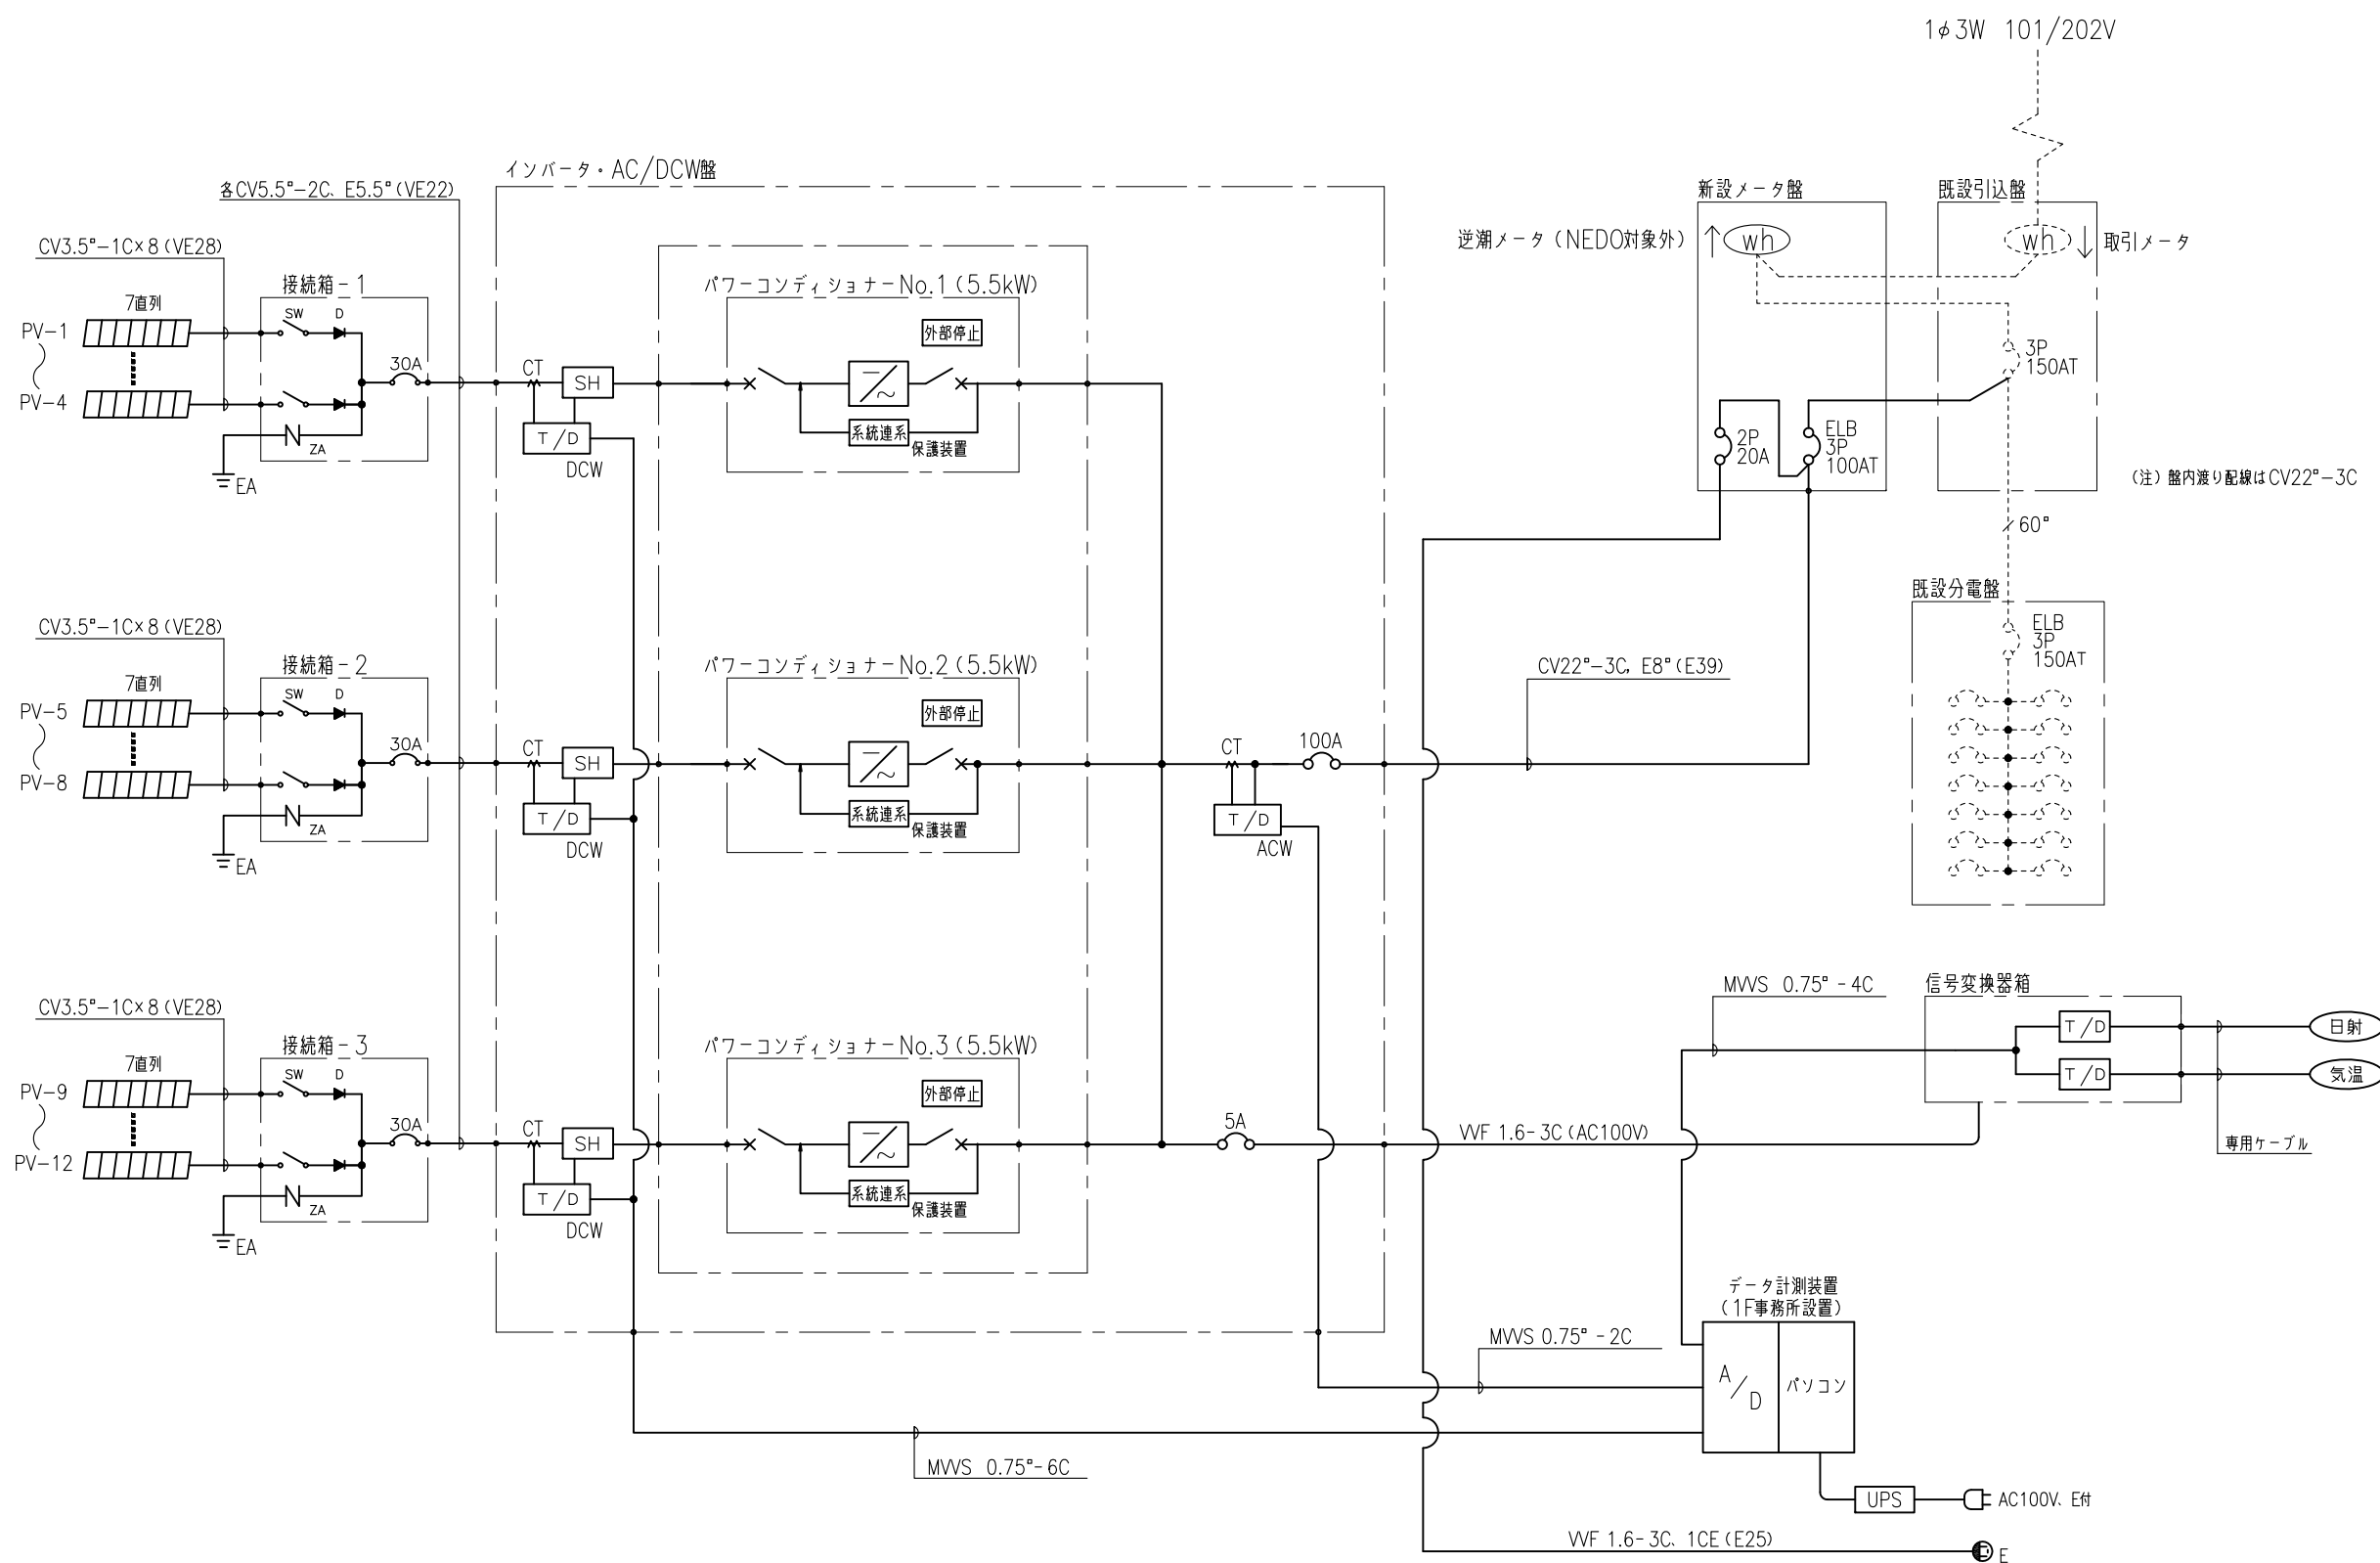 1φ3W 101/202V
インバータ・AC/DCW盤
各CV5.5□-2C、E5.5□(VE22)
新設メータ盤
既設引込盤
逆潮メータ(NEDO対象外)
wh
wh
取引メータ
CV3.5□-1C×8(VE28)
接続箱-1
パワーコンディショナーNo.1(5.5kW)
7直列
SW
D
PV-1
外部停止
3P
150AT
30A
CT
SH
PV-4
T/D
系統連系
保護装置
2P
20A
ELB
3P
100AT
ZA
DCW
EA
(注)盤内渡り配線はCV22□-3C
60□
既設分電盤
ELB
3P
150AT
CV3.5□-1C×8(VE28)
接続箱-2
パワーコンディショナーNo.2(5.5kW)
CV22□-3C, E8□(E39)
7直列
SW
D
PV-5
外部停止
30A
CT
SH
CT
100A
PV-8
T/D
系統連系
保護装置
T/D
ZA
DCW
ACW
EA
MVVS 0.75□-4C
信号変換器箱
CV3.5□-1C×8(VE28)
T/D
日射
接続箱-3
パワーコンディショナーNo.3(5.5kW)
7直列
SW
D
T/D
気温
PV-9
外部停止
30A
CT
SH
5A
VVF 1.6-3C(AC100V)
専用ケーブル
PV-12
T/D
系統連系
保護装置
ZA
DCW
EA
データ計測装置
(1F事務所設置)
MVVS 0.75□-2C
A/D
パソコン
MVVS 0.75□-6C
UPS
AC100V、E付
VVF 1.6-3C、1CE(E25)
E